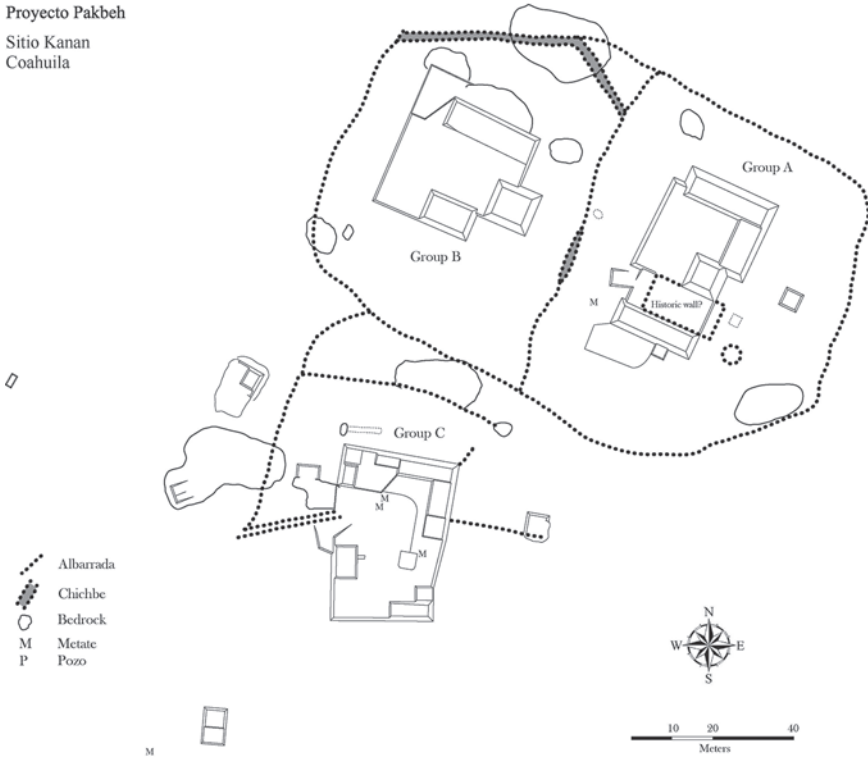 Proyecto Pakbeh
Sitio Kanan
Coahuila
Group A
Group B
M
Historic wall?
Group C
M
M
M
Albarrada
Chichbe
Bedrock
M Metate
P Pozo
N
W E
S
10 20 40
Meters
M